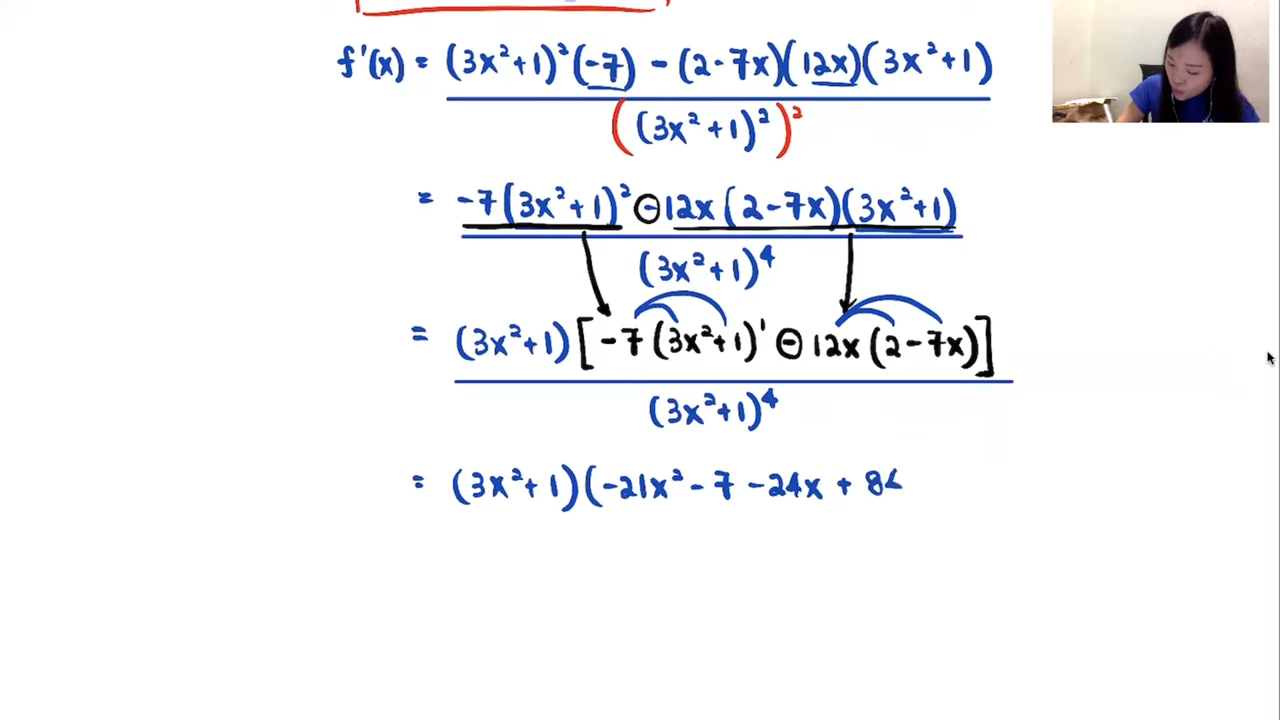 f'(x) = (3x²+1)²(-7) - (2-7x)(12x)(3x²+1)
((3x²+1)²)²
= -7(3x²+1)² - 12x(2-7x)(3x²+1)
(3x²+1)⁴
= (3x²+1)[-7(3x²+1)' - 12x(2-7x)]
(3x²+1)⁴
= (3x²+1)(-21x² - 7 - 24x + 8